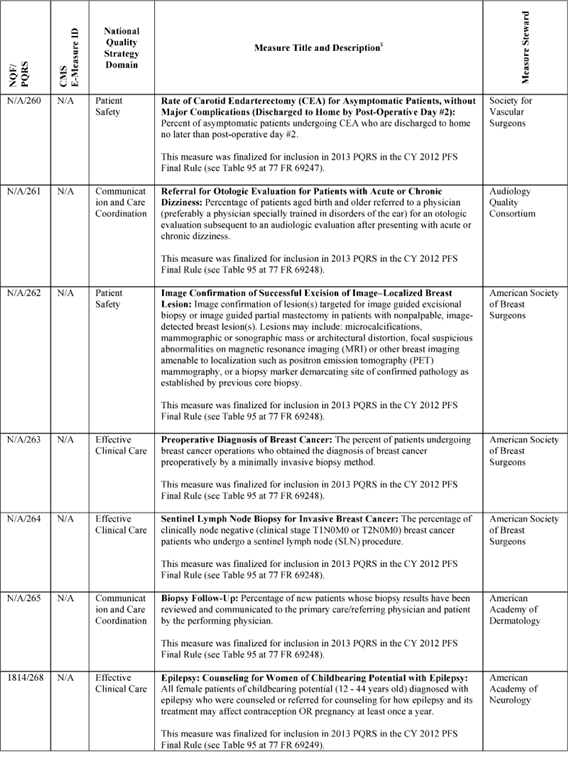 NQF/
PQRS
CMS
E-Measure ID
National
Quality
Strategy
Domain
Measure Title and Description¥
Measure Steward
N/A/260
N/A
Patient
Safety
Rate of Carotid Endarterectomy (CEA) for Asymptomatic Patients, without
Major Complications (Discharged to Home by Post-Operative Day #2):
Percent of asymptomatic patients undergoing CEA who are discharged to home
no later than post-operative day #2.
This measure was finalized for inclusion in 2013 PQRS in the CY 2012 PFS
Final Rule (see Table 95 at 77 FR 69247).
Society for
Vascular
Surgeons
N/A/261
N/A
Communicat
ion and Care
Coordination
Referral for Otologic Evaluation for Patients with Acute or Chronic
Dizziness: Percentage of patients aged birth and older referred to a physician
(preferably a physician specially trained in disorders of the ear) for an otologic
evaluation subsequent to an audiologic evaluation after presenting with acute or
chronic dizziness.
This measure was finalized for inclusion in 2013 PQRS in the CY 2012 PFS
Final Rule (see Table 95 at 77 FR 69248).
Audiology
Quality
Consortium
N/A/262
N/A
Patient
Safety
Image Confirmation of Successful Excision of Image–Localized Breast
Lesion: Image confirmation of lesion(s) targeted for image guided excisional
biopsy or image guided partial mastectomy in patients with nonpalpable, image-
detected breast lesion(s). Lesions may include: microcalcifications,
mammographic or sonographic mass or architectural distortion, focal suspicious
abnormalities on magnetic resonance imaging (MRI) or other breast imaging
amenable to localization such as positron emission tomography (PET)
mammography, or a biopsy marker demarcating site of confirmed pathology as
established by previous core biopsy.
This measure was finalized for inclusion in 2013 PQRS in the CY 2012 PFS
Final Rule (see Table 95 at 77 FR 69248).
American Society
of Breast
Surgeons
N/A/263
N/A
Effective
Clinical Care
Preoperative Diagnosis of Breast Cancer: The percent of patients undergoing
breast cancer operations who obtained the diagnosis of breast cancer
preoperatively by a minimally invasive biopsy method.
This measure was finalized for inclusion in 2013 PQRS in the CY 2012 PFS
Final Rule (see Table 95 at 77 FR 69248).
American Society
of Breast
Surgeons
N/A/264
N/A
Effective
Clinical Care
Sentinel Lymph Node Biopsy for Invasive Breast Cancer: The percentage of
clinically node negative (clinical stage T1N0M0 or T2N0M0) breast cancer
patients who undergo a sentinel lymph node (SLN) procedure.
This measure was finalized for inclusion in 2013 PQRS in the CY 2012 PFS
Final Rule (see Table 95 at 77 FR 69248).
American Society
of Breast
Surgeons
N/A/265
N/A
Communicat
ion and Care
Coordination
Biopsy Follow-Up: Percentage of new patients whose biopsy results have been
reviewed and communicated to the primary care/referring physician and patient
by the performing physician.
This measure was finalized for inclusion in 2013 PQRS in the CY 2012 PFS
Final Rule (see Table 95 at 77 FR 69248).
American
Academy of
Dermatology
1814/268
N/A
Effective
Clinical Care
Epilepsy: Counseling for Women of Childbearing Potential with Epilepsy:
All female patients of childbearing potential (12 - 44 years old) diagnosed with
epilepsy who were counseled or referred for counseling for how epilepsy and its
treatment may affect contraception OR pregnancy at least once a year.
This measure was finalized for inclusion in 2013 PQRS in the CY 2012 PFS
Final Rule (see Table 95 at 77 FR 69249).
American
Academy of
Neurology